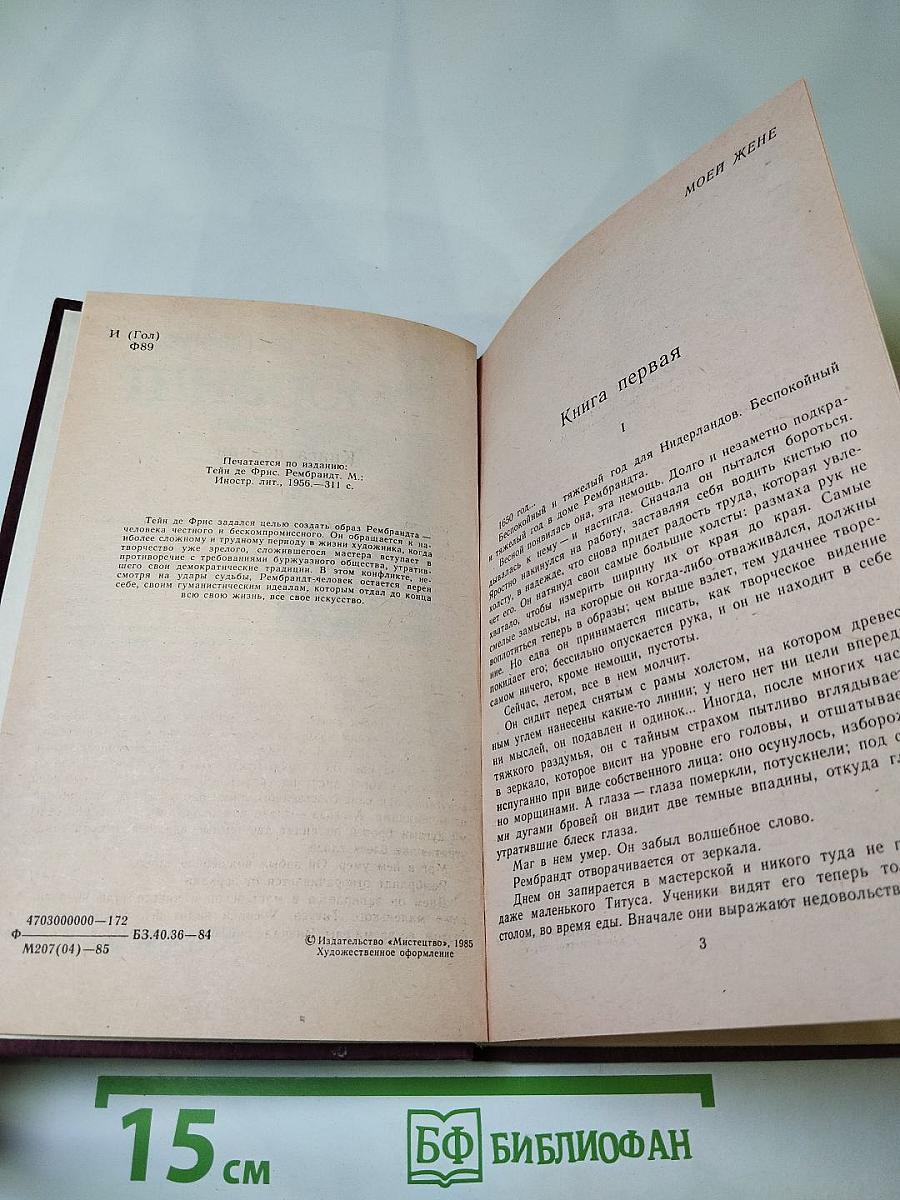 И (Гол)
Ф89
Печатается по изданию:
Тейн де Фрис. Рембрандт. М.:
Иностр. лит., 1956.—311 с.
Тейн де Фрис задался целью создать образ Рембрандта —
человека честного и бескомпромиссного. Он обращается к на-
иболее сложному и трудному периоду в жизни художника, когда
творчество уже зрелого, сложившегося мастера вступает в
противоречие с требованиями буржуазного общества, утратив-
шего свои демократические традиции. В этом конфликте, не-
смотря на удары судьбы, Рембрандт-человек остается верен
себе, своим гуманистическим идеалам, которым отдал до конца
всю свою жизнь, все свое искусство.
4703000000—172
Ф БЗ.40.36—84
М207(04)—85
© Издательство «Мистецтво», 1985
Художественное оформление
МОЕЙ ЖЕНЕ
Книга первая
I
1650 год...
Беспокойный и тяжелый год для Нидерландов. Беспокойный
и тяжелый год в доме Рембрандта.
Весной появилась она, эта немощь. Долго и незаметно подкра-
дывалась к нему — и настигла. Сначала он пытался бороться.
Яростно накинулся на работу, заставлял себя водить кистью по
холсту, в надежде, что снова придет радость труда, которая увле-
чет его. Он натянул свои самые большие холсты: размаха рук не
хватало, чтобы измерить ширину их от края до края. Самые
смелые замыслы, на которые он когда-либо отваживался, должны
воплотиться теперь в образы; чем выше взлет, тем удачнее творе-
ние. Но едва он принимается писать, как творческое видение
покидает его; бессильно опускается рука, и он не находит в себе
самом ничего, кроме немощи, пустоты.
Сейчас, летом, все в нем молчит.
Он сидит перед снятым с рамы холстом, на котором древес
ным углем нанесены какие-то линии; у него нет ни цели впереди
ни мыслей, он подавлен и одинок... Иногда, после многих час
тяжкого раздумья, он с тайным страхом пытливо вглядывает
в зеркало, которое висит на уровне его головы, и отшатывае
испуганно при виде собственного лица: оно осунулось, изборож
но морщинами. А глаза — глаза померкли, потускнели; под с
ми дугами бровей он видит две темные впадины, откуда гл
утратившие блеск глаза.
Маг в нем умер. Он забыл волшебное слово.
Рембрандт отворачивается от зеркала.
Днем он запирается в мастерской и никого туда не п
даже маленького Титуса. Ученики видят его теперь тол
столом, во время еды. Вначале они выражают недовольств
3
15 см
БФ БИБЛИОФАН